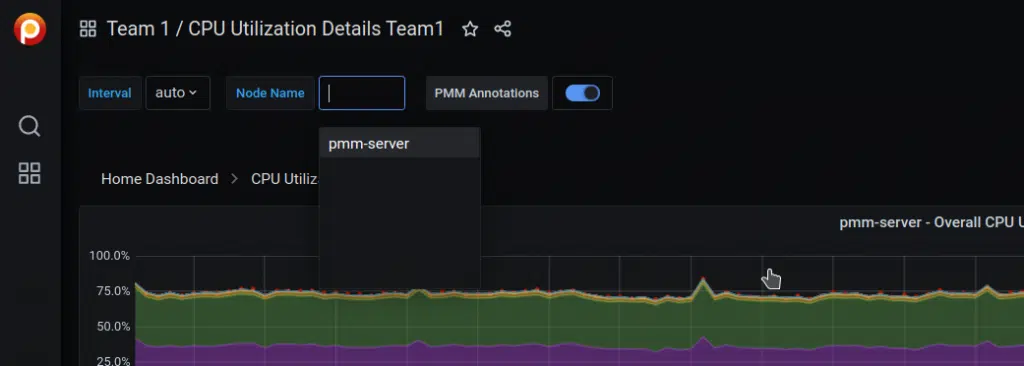 Team 1 / CPU Utilization Details Team1
Interval auto Node Name PMM Annotations
pmm-server
Home Dashboard > CPU Utiliz
pmm-server - Overall CPU U
100.0%
75.0%
50.0%
25.0%